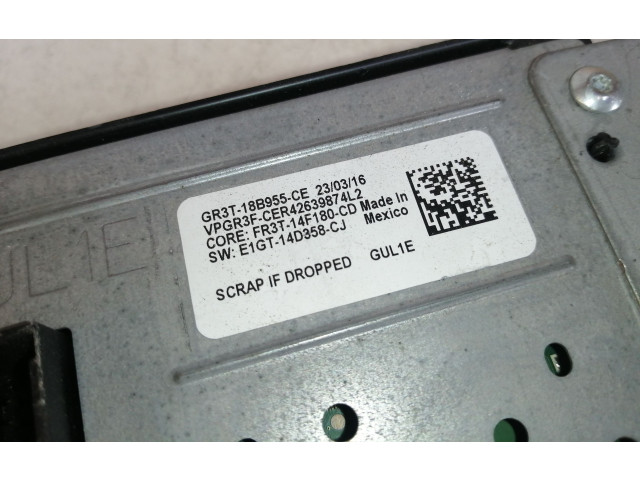 GR3T-18B955-CE 23/03/16
VPGR3F-CER42639874L2
CORE: FR3T-14F180-CD Made In
SW: E1GT-14D358-CJ Mexico
SCRAP IF DROPPED GUL1E
UL1E